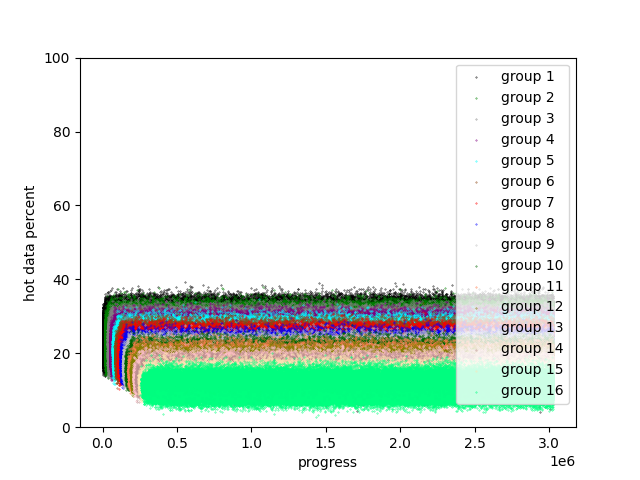 100
80
60
40
20
0
hot data percent
0.0 0.5 1.0 1.5 2.0 2.5 3.0
1e6
progress
group 1
group 2
group 3
group 4
group 5
group 6
group 7
group 8
group 9
group 10
group 11
group 12
group 13
group 14
group 15
group 16